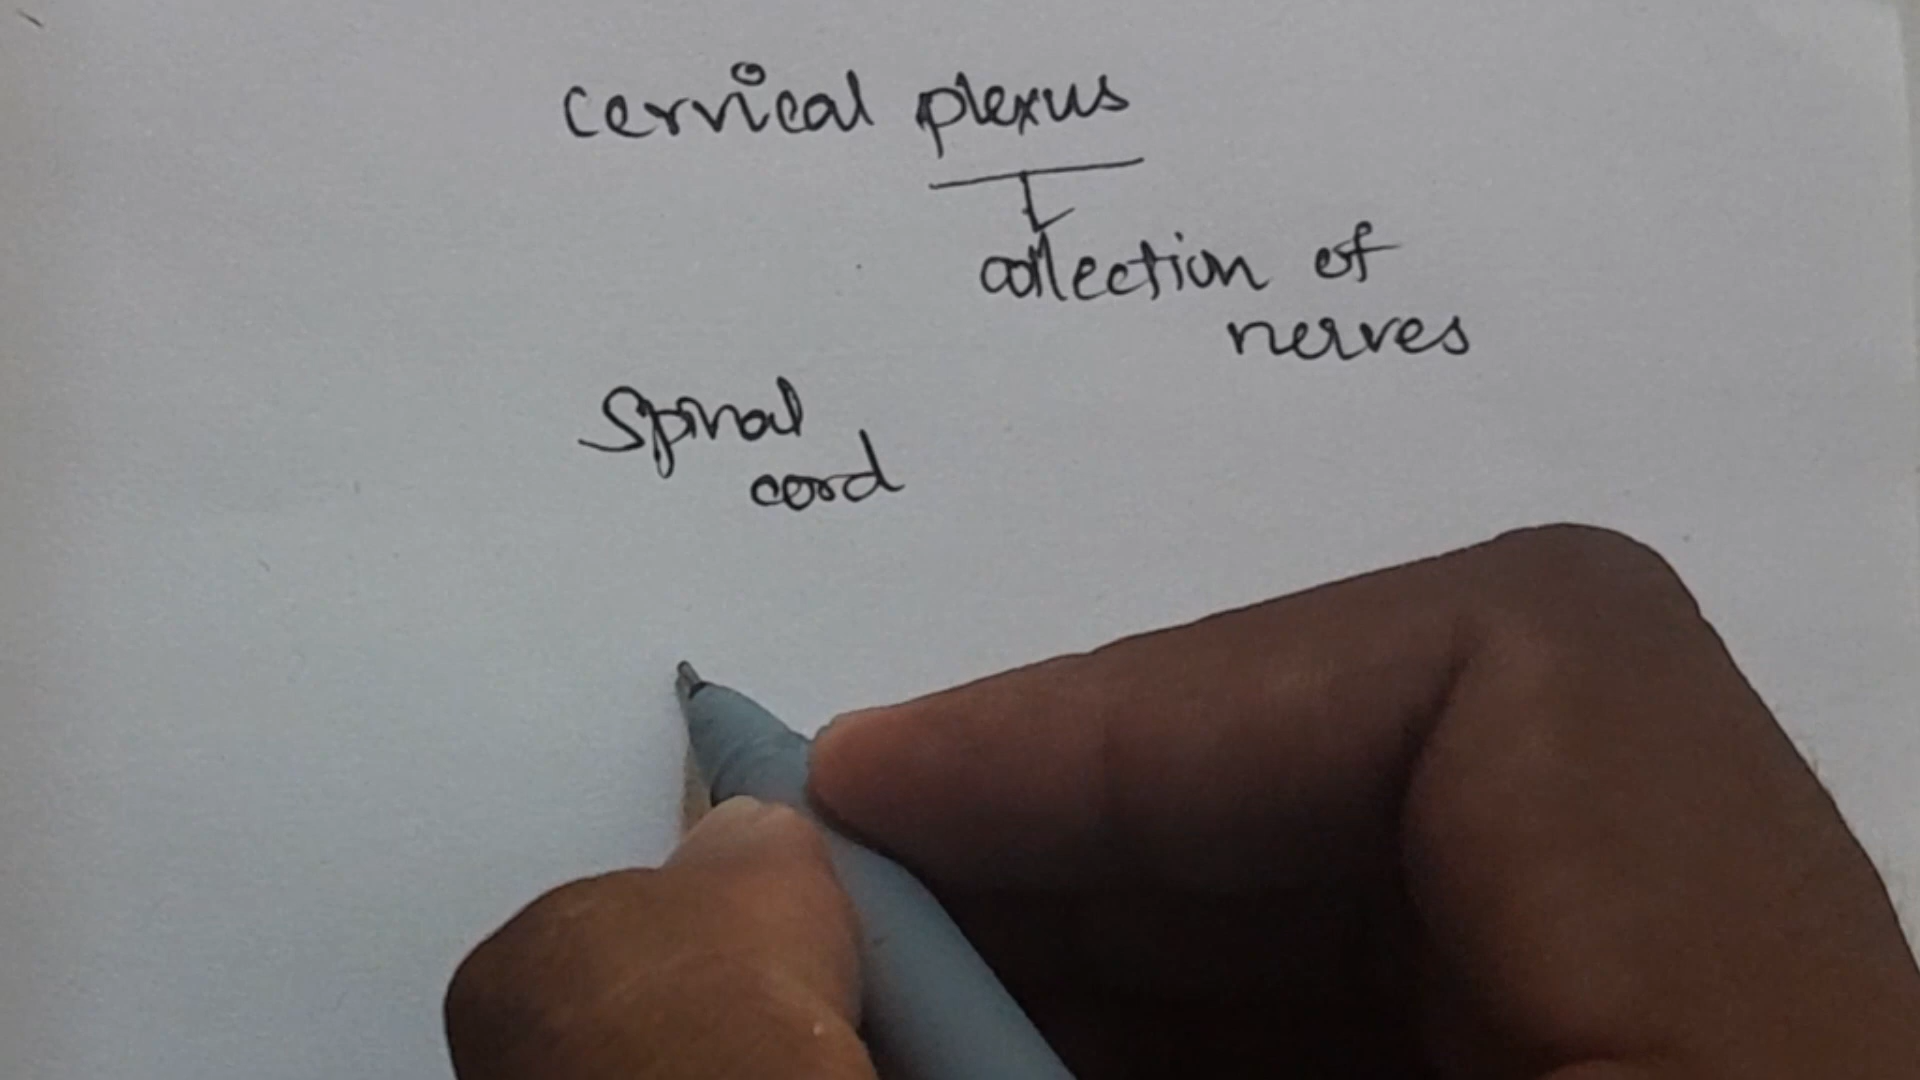 cervical plexus
collection of
nerves
Spinal
cord